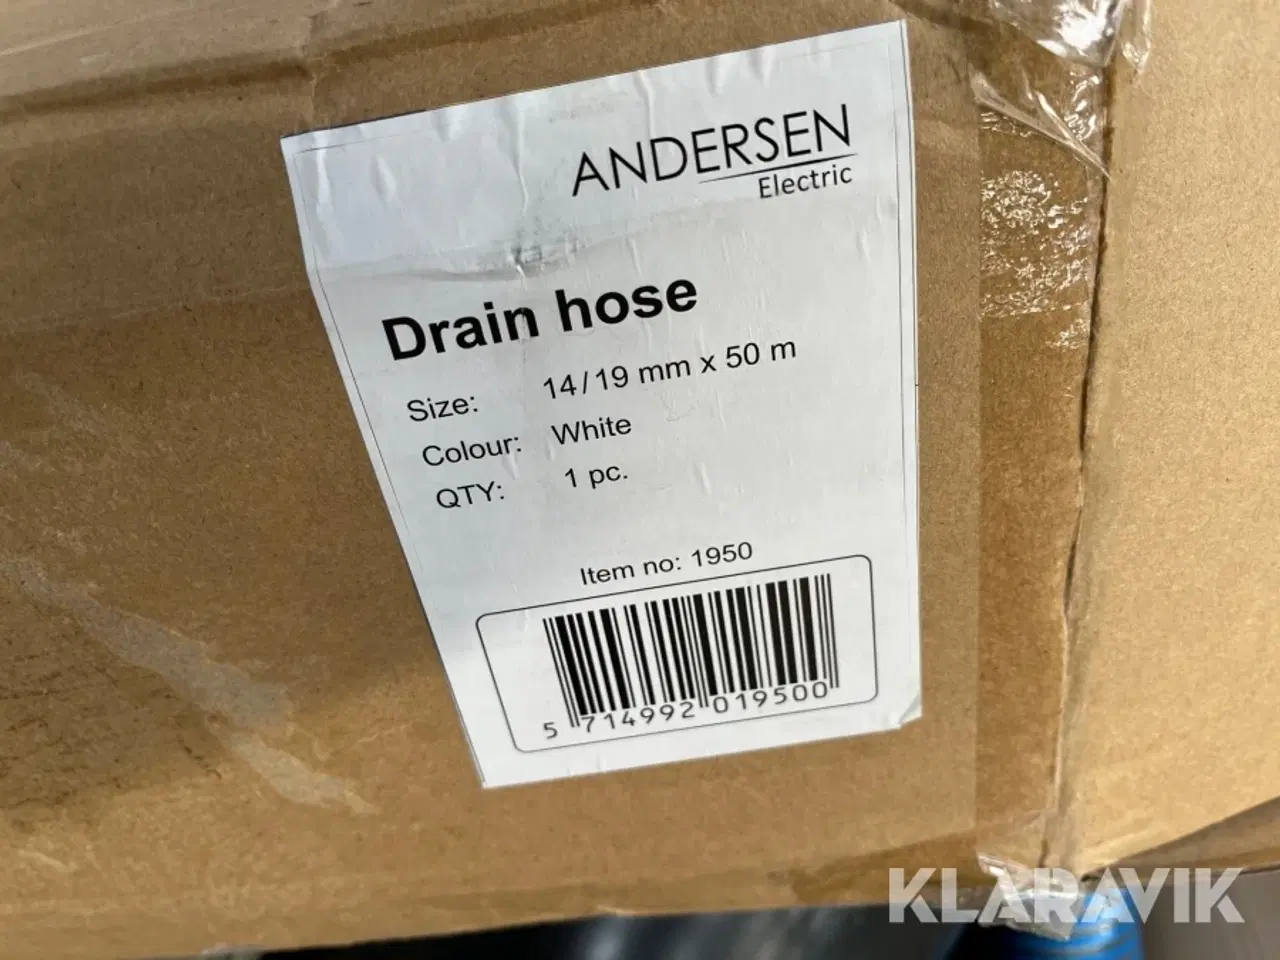 ANDERSEN
Electric
Drain hose
Size: 14/19 mm x 50 m
Colour: White
QTY: 1 pc.
Item no: 1950
5 714992 019500
KLARAVIK